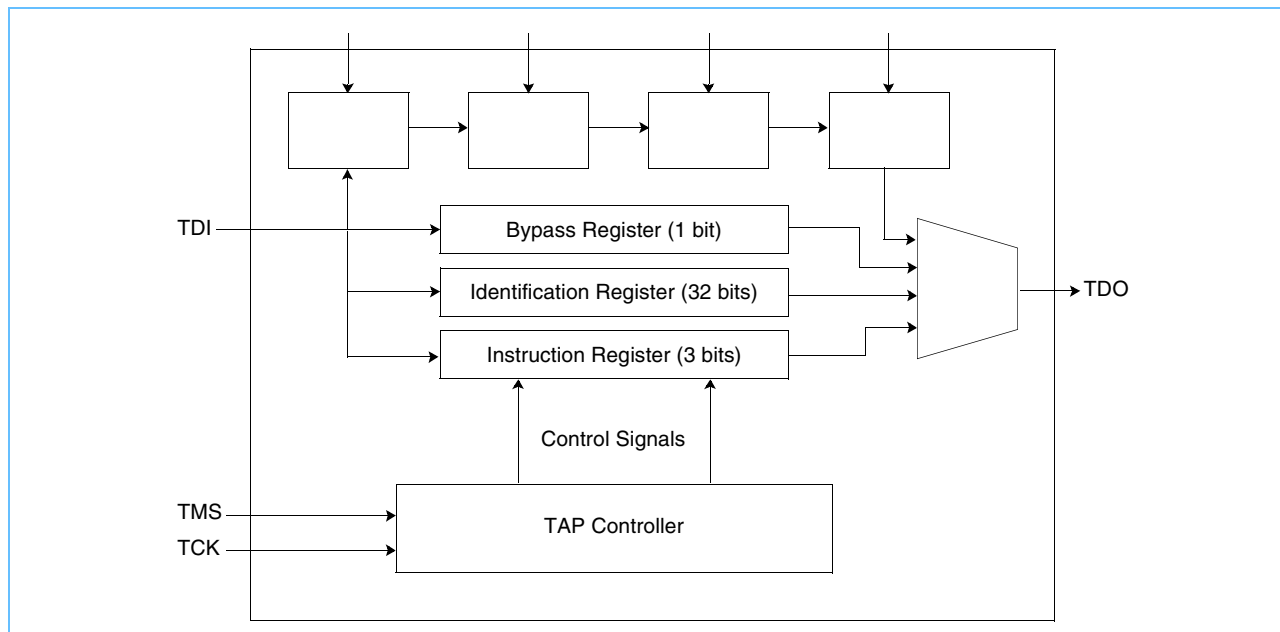 TDI
Bypass Register (1 bit)
Identification Register (32 bits)
TDO
Instruction Register (3 bits)
Control Signals
TMS
TCK
TAP Controller